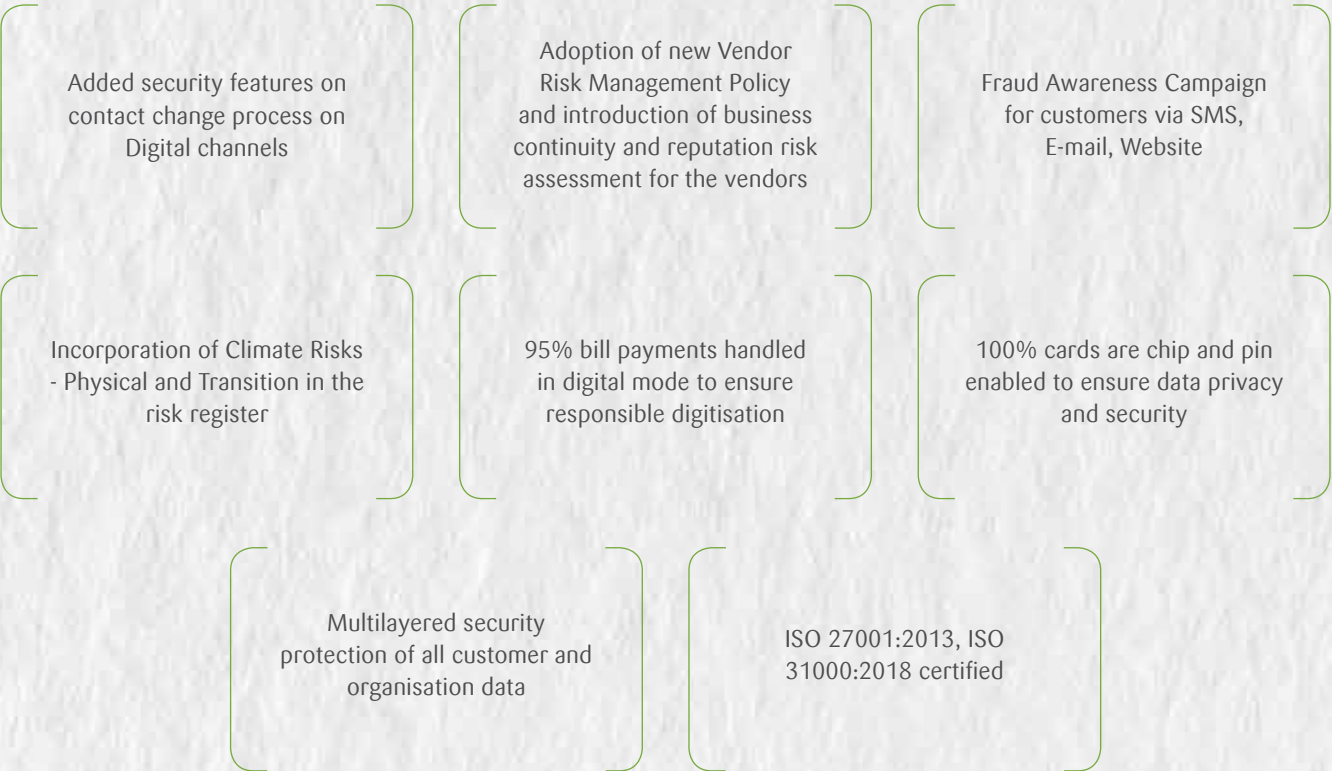 Added security features on
contact change process on
Digital channels
Adoption of new Vendor
Risk Management Policy
and introduction of business
continuity and reputation risk
assessment for the vendors
Fraud Awareness Campaign
for customers via SMS,
E-mail, Website
Incorporation of Climate Risks
- Physical and Transition in the
risk register
95% bill payments handled
in digital mode to ensure
responsible digitisation
100% cards are chip and pin
enabled to ensure data privacy
and security
Multilayered security
protection of all customer and
organisation data
ISO 27001:2013, ISO
31000:2018 certified